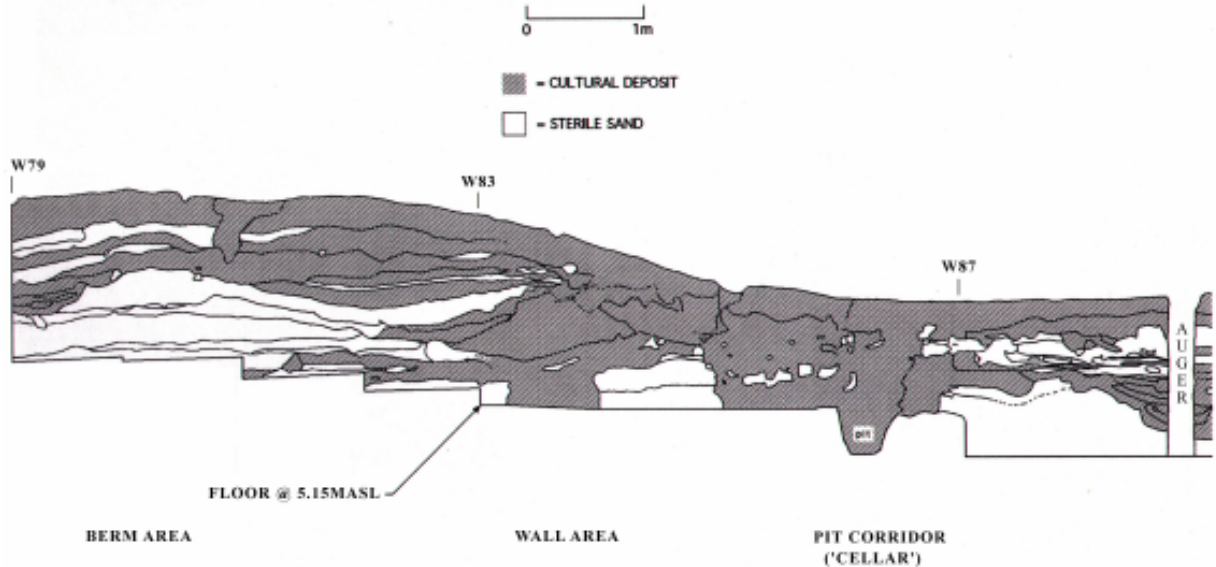 0 1m
= CULTURAL DEPOSIT
= STERILE SAND
W79
W83
W87
AUGER
pit
FLOOR @ 5.15MASL
BERM AREA
WALL AREA
PIT CORRIDOR
('CELLAR')